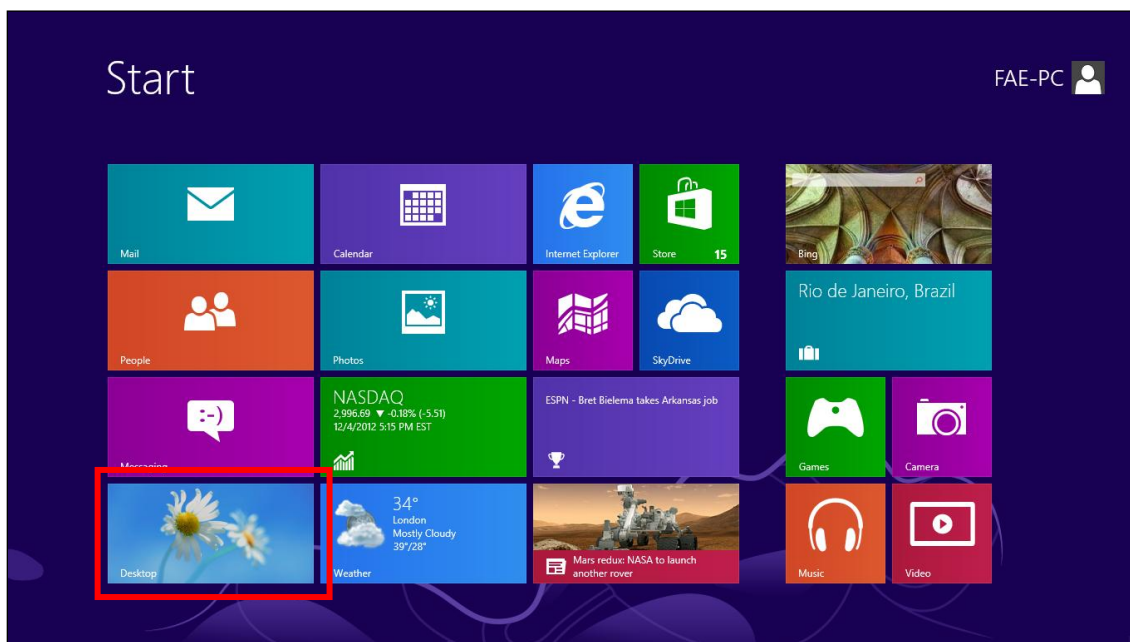 Start
FAE-PC
Mail
Calendar
Internet Explorer
Store
15
Bing
People
Photos
Maps
SkyDrive
Rio de Janeiro, Brazil
Messaging
NASDAQ
2,996.69 ▼ -0.18% (-5.51)
12/4/2012 5:15 PM EST
ESPN - Bret Bielema takes Arkansas job
Games
Camera
Desktop
34°
London
Mostly Cloudy
39°/28°
Weather
Mars redux: NASA to launch
another rover
Music
Video